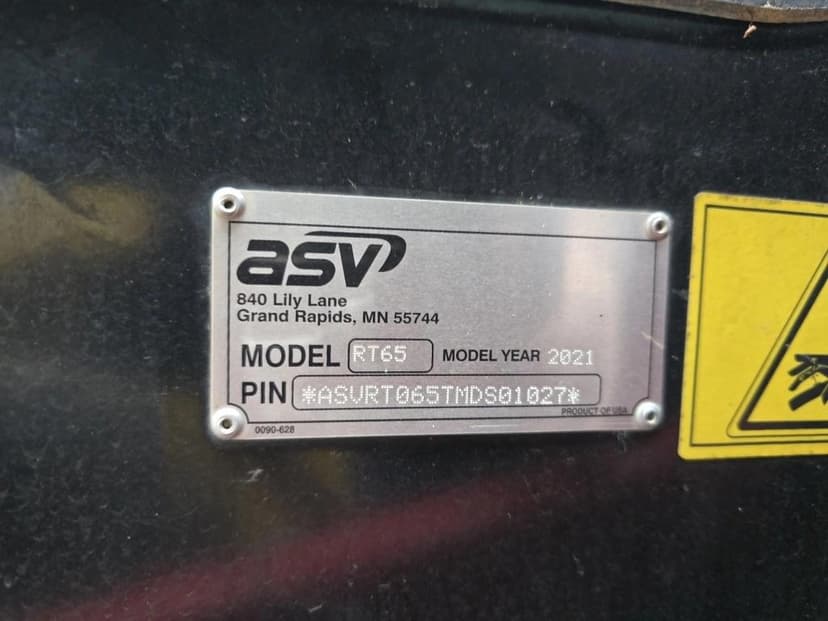 asv
840 Lily Lane
Grand Rapids, MN 55744
MODEL RT65 MODEL YEAR 2021
PIN *ASVRT065TMDS01027*
PRODUCT OF USA
0090-628